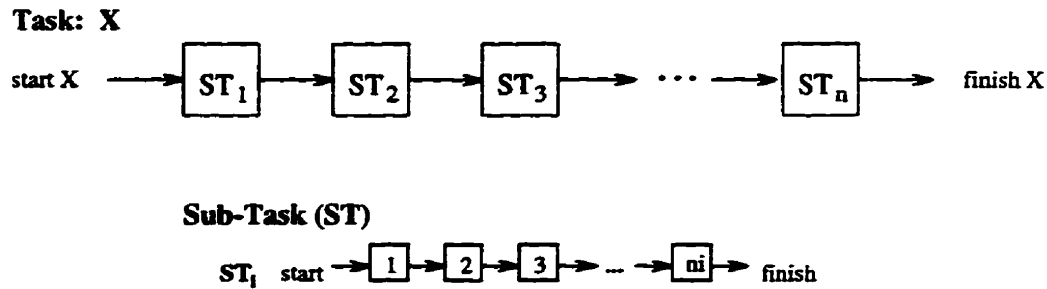 Task: X
start X ST1 ST2 ST3 ... STn finish X
Sub-Task (ST)
STi start 1 2 3 ... ni finish